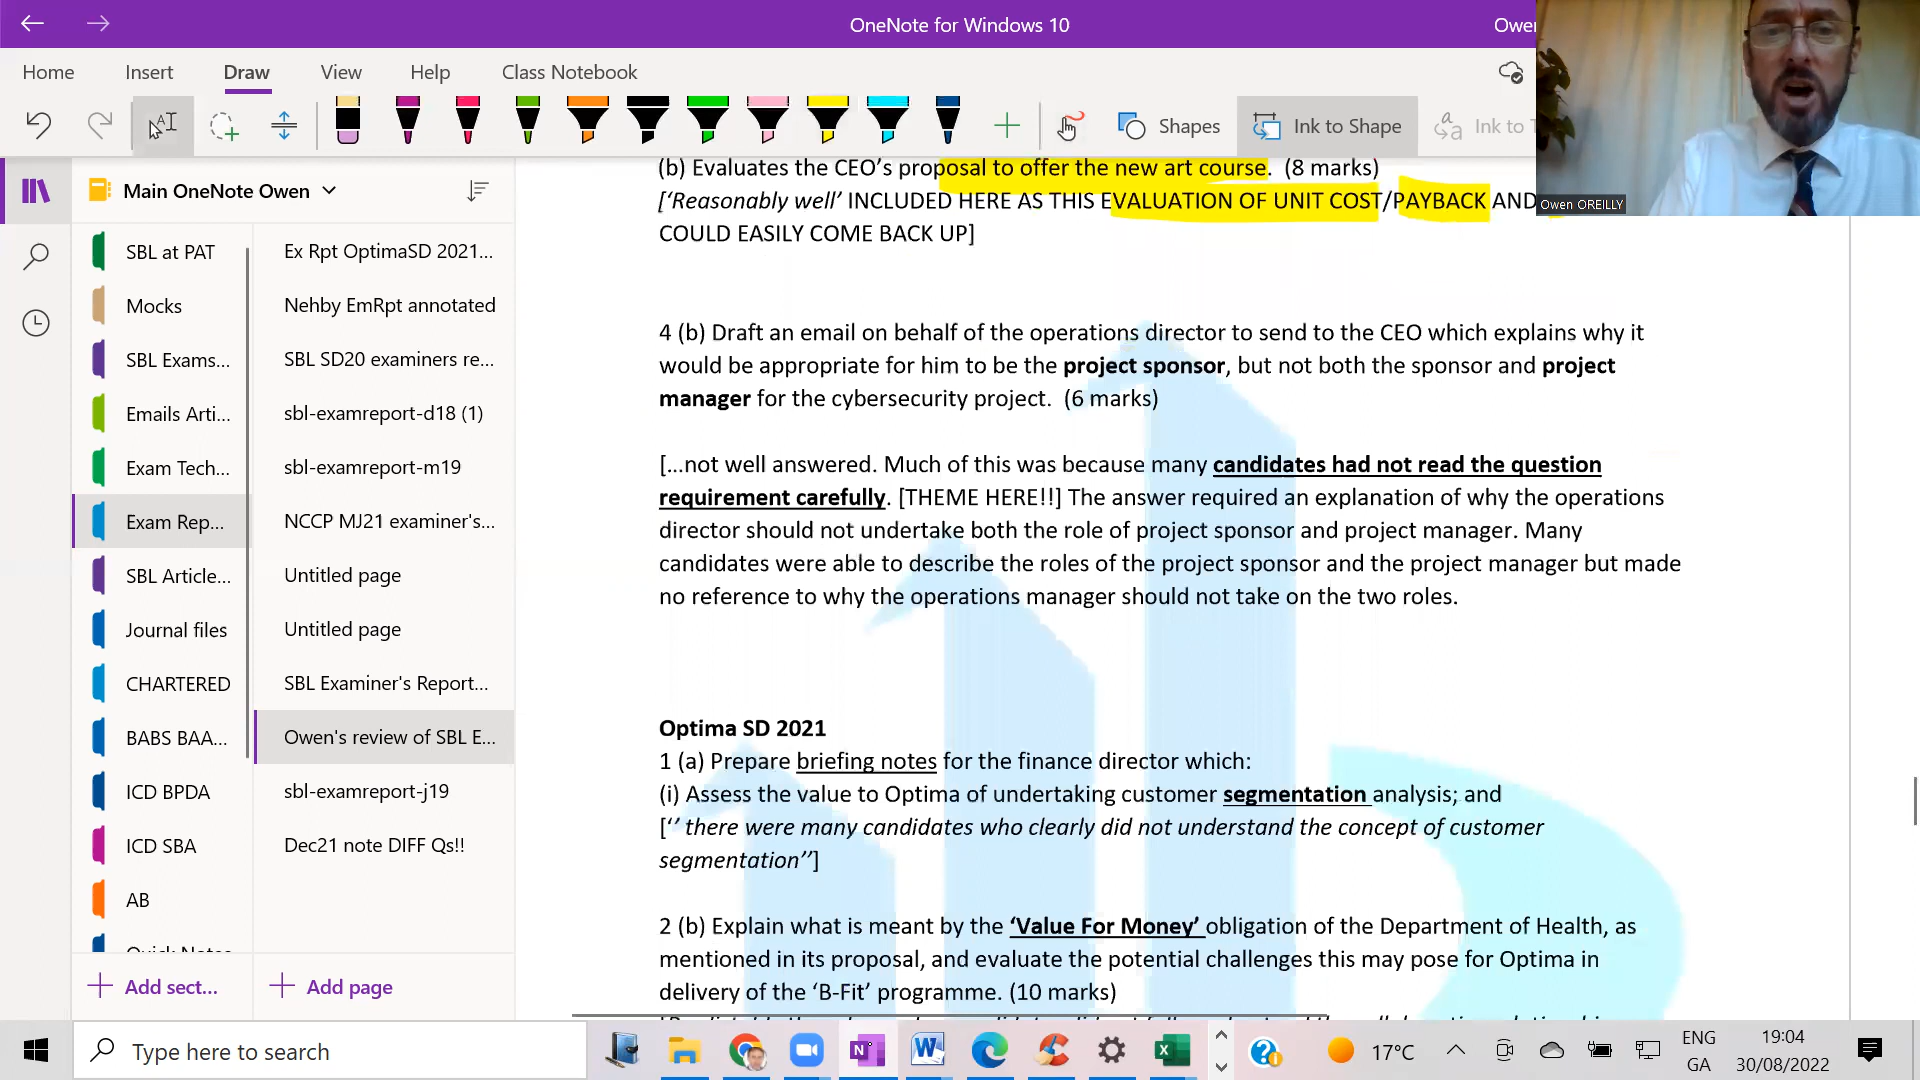 OneNote for Windows 10
Owen
Home
Insert
Draw
View
Help
Class Notebook
Shapes
Ink to Shape
Ink to
Owen OREILLY
Main OneNote Owen
SBL at PAT
Mocks
SBL Exams...
Emails Arti...
Exam Tech...
Exam Rep...
SBL Article...
Journal files
CHARTERED
BABS BAA...
ICD BPDA
ICD SBA
AB
Quick Notes
Add sect...
Ex Rpt OptimaSD 2021...
Nehby EmRpt annotated
SBL SD20 examiners re...
sbl-examreport-d18 (1)
sbl-examreport-m19
NCCP MJ21 examiner's...
Untitled page
Untitled page
SBL Examiner's Report...
Owen's review of SBL E...
sbl-examreport-j19
Dec21 note DIFF Qs!!
Add page
(b) Evaluates the CEO’s proposal to offer the new art course. (8 marks)
[‘Reasonably well’ INCLUDED HERE AS THIS EVALUATION OF UNIT COST/PAYBACK AND
COULD EASILY COME BACK UP]
4 (b) Draft an email on behalf of the operations director to send to the CEO which explains why it
would be appropriate for him to be the project sponsor, but not both the sponsor and project
manager for the cybersecurity project. (6 marks)
[...not well answered. Much of this was because many candidates had not read the question
requirement carefully. [THEME HERE!!] The answer required an explanation of why the operations
director should not undertake both the role of project sponsor and project manager. Many
candidates were able to describe the roles of the project sponsor and the project manager but made
no reference to why the operations manager should not take on the two roles.
Optima SD 2021
1 (a) Prepare briefing notes for the finance director which:
(i) Assess the value to Optima of undertaking customer segmentation analysis; and
[‘’ there were many candidates who clearly did not understand the concept of customer
segmentation’’]
2 (b) Explain what is meant by the ‘Value For Money’ obligation of the Department of Health, as
mentioned in its proposal, and evaluate the potential challenges this may pose for Optima in
delivery of the ‘B-Fit’ programme. (10 marks)
Type here to search
17°C
ENG
GA
19:04
30/08/2022